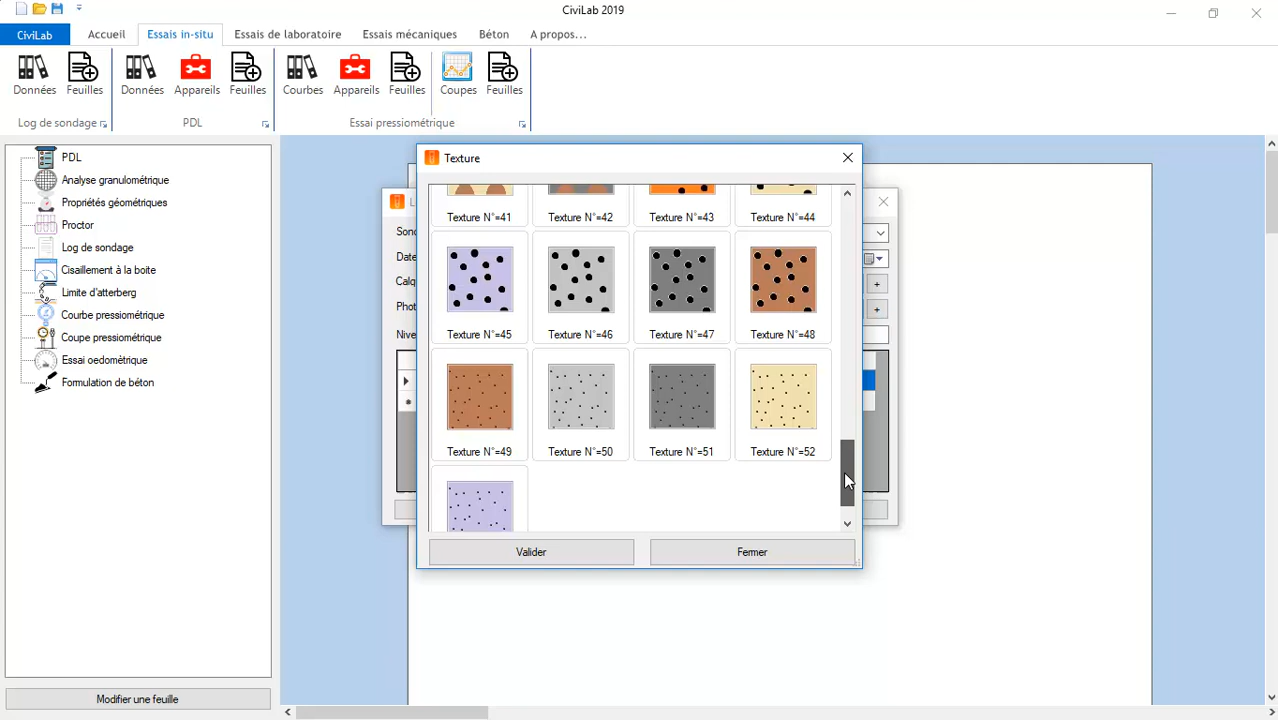 CiviLab 2019
CiviLab Accueil Essais in-situ Essais de laboratoire Essais mécaniques Béton A propos...
Données Feuilles Données Appareils Feuilles Courbes Appareils Feuilles Coupes Feuilles
Log de sondage PDL Essai pressiométrique
PDL
Analyse granulométrique
Propriétés géométriques
Proctor
Log de sondage
Cisaillement à la boite
Limite d'atterberg
Courbe pressiométrique
Coupe pressiométrique
Essai oedométrique
Formulation de béton
Modifier une feuille
Texture
Texture N°=41 Texture N°=42 Texture N°=43 Texture N°=44
Texture N°=45 Texture N°=46 Texture N°=47 Texture N°=48
Texture N°=49 Texture N°=50 Texture N°=51 Texture N°=52
Valider Fermer